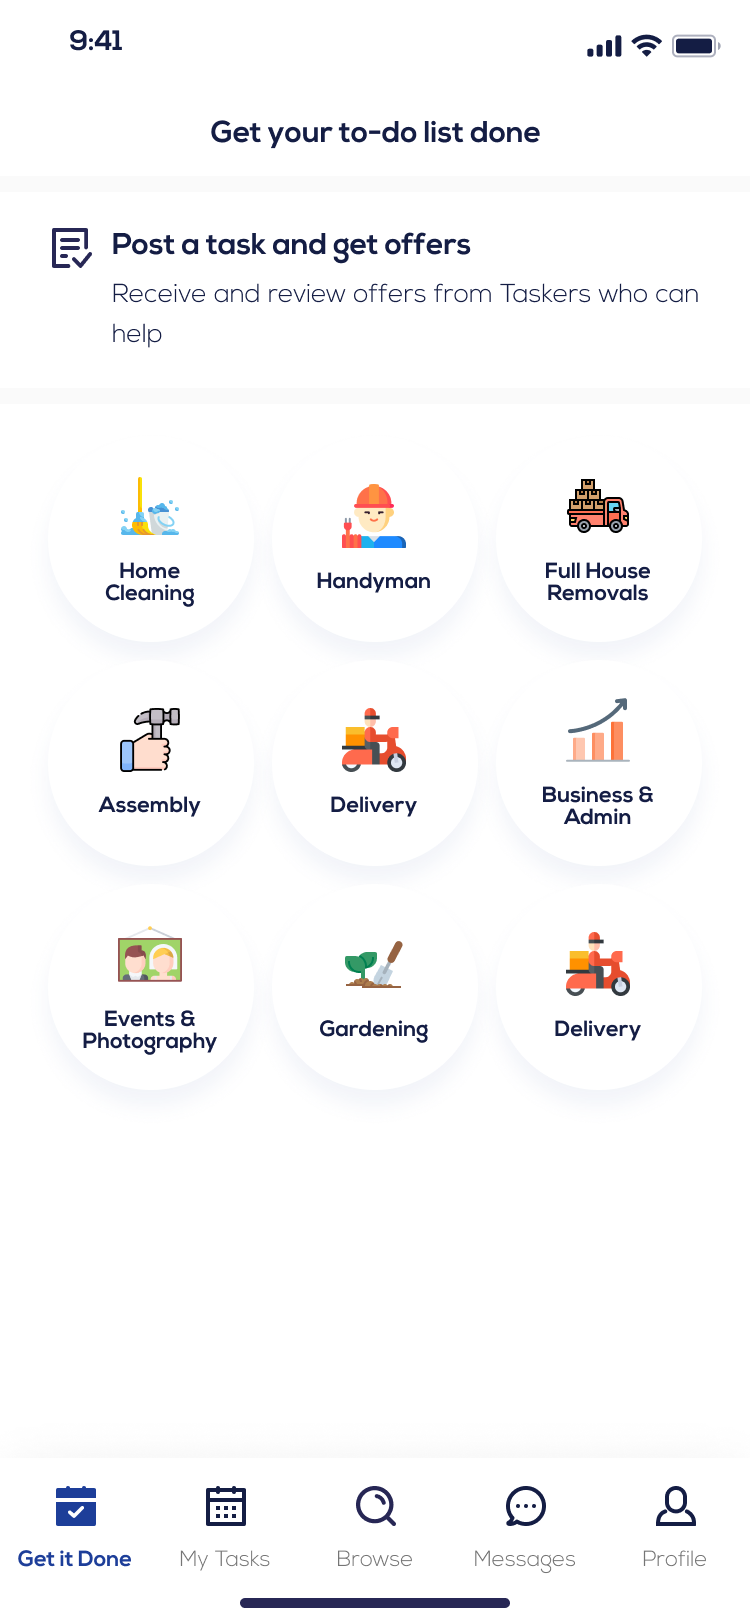 9:41
Get your to-do list done
Post a task and get offers
Receive and review offers from Taskers who can
help
Home
Cleaning
Handyman
Full House
Removals
Assembly
Delivery
Business &
Admin
Events &
Photography
Gardening
Delivery
Get it Done
My Tasks
Browse
Messages
Profile